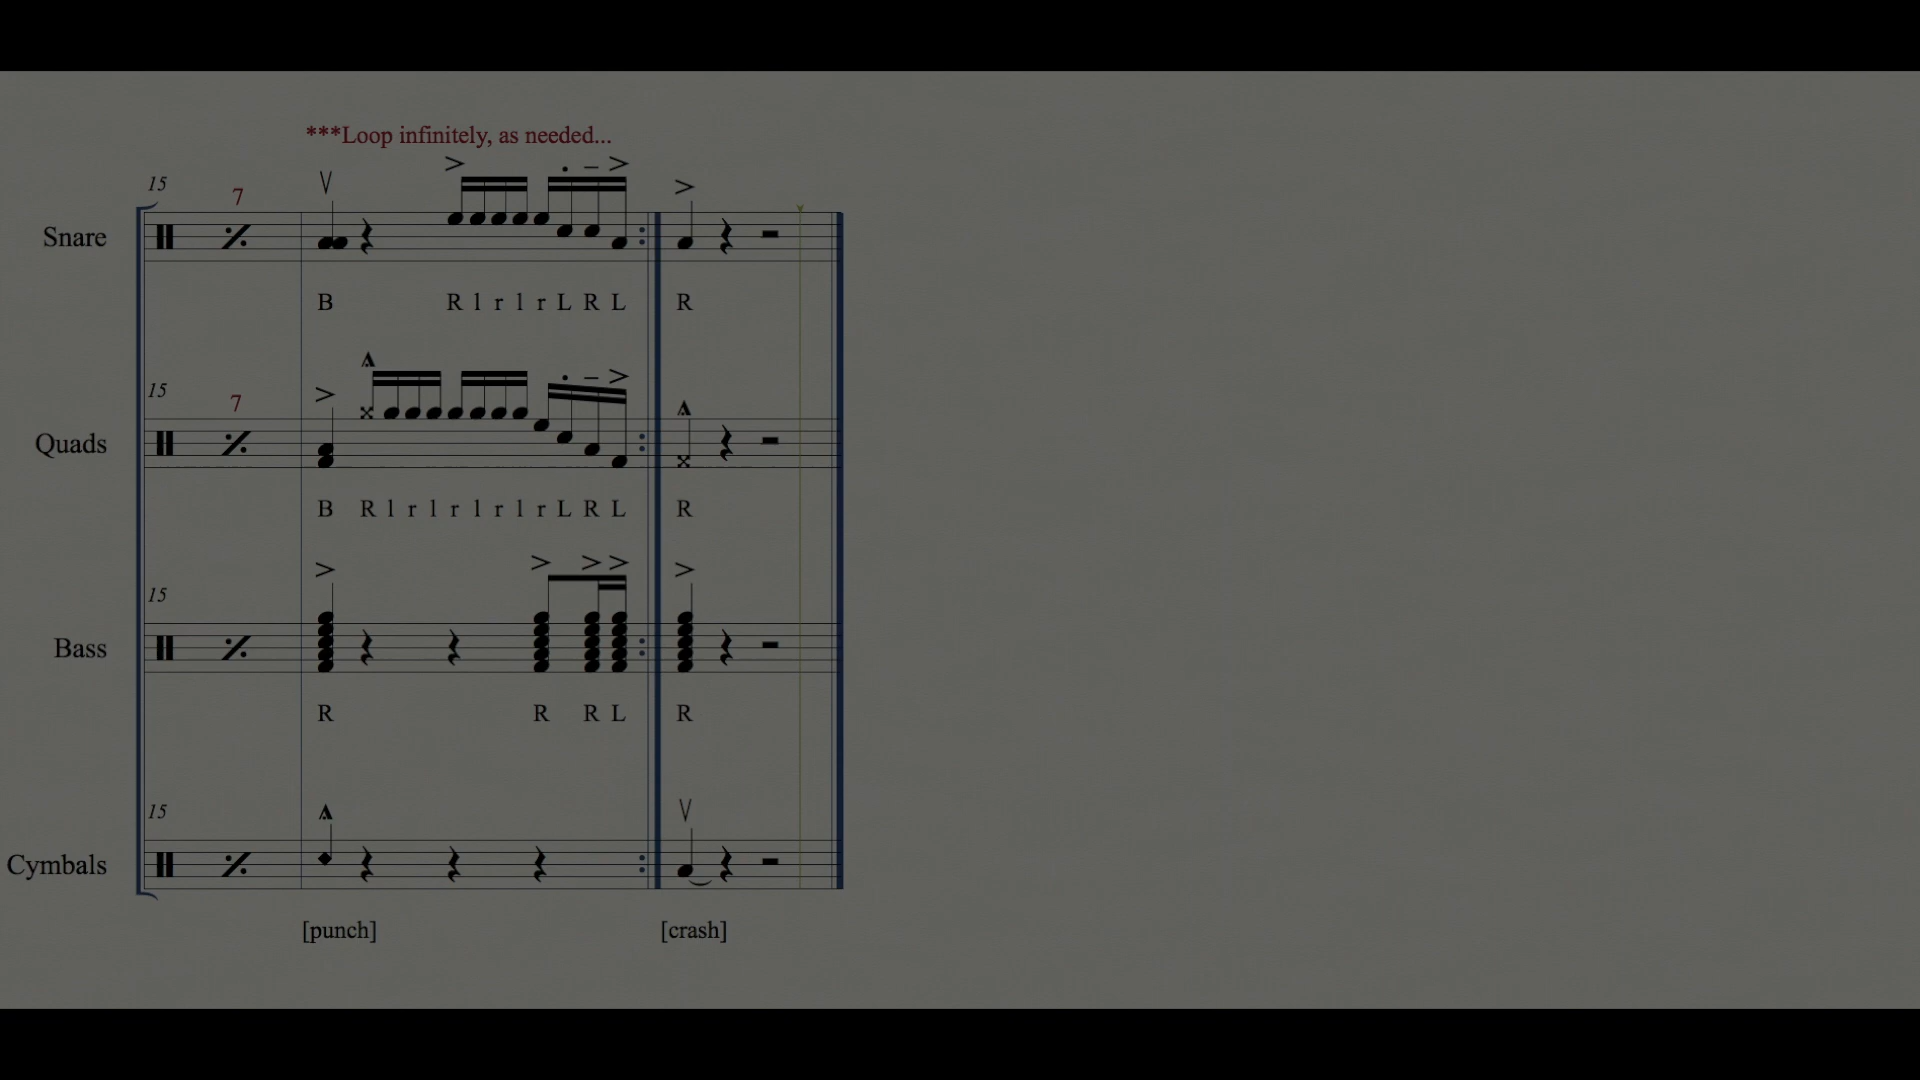 ***Loop infinitely, as needed...
15
7
Snare
B R l r l r L R L R
15
7
Quads
B R l r l r l r l r L R L R
15
Bass
R R R L R
15
Cymbals
[punch] [crash]